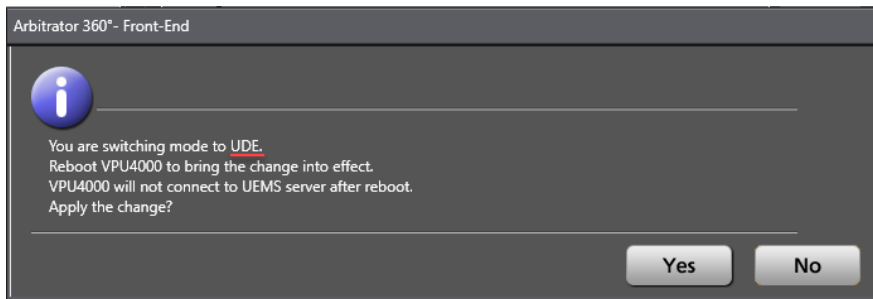 Arbitrator 360°- Front-End
You are switching mode to UDE.
Reboot VPU4000 to bring the change into effect.
VPU4000 will not connect to UEMS server after reboot.
Apply the change?
Yes No